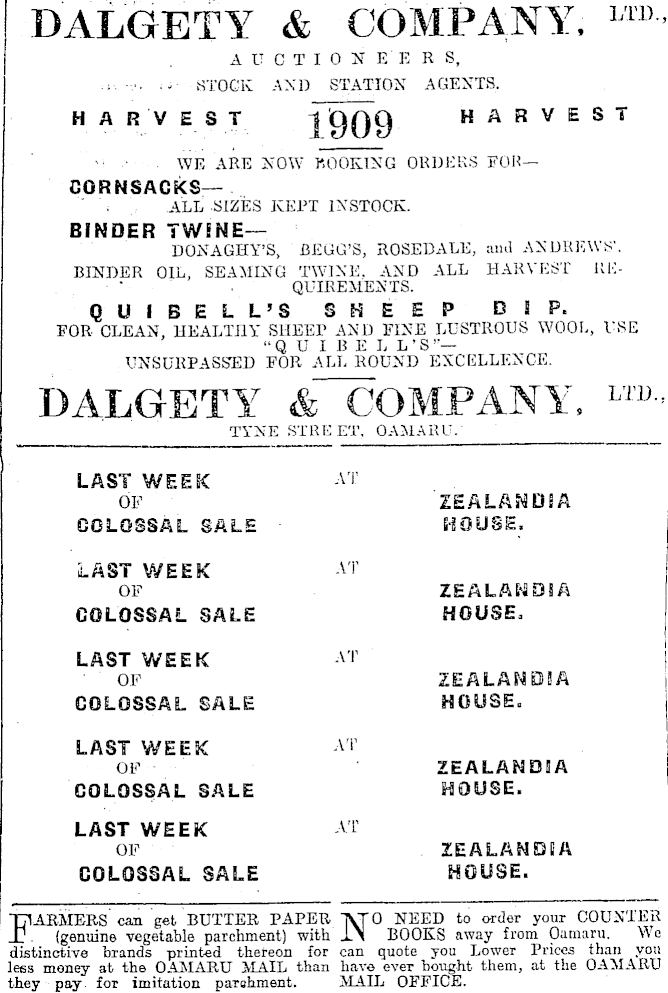 DALGETY & COMPANY, LTD.,
AUCTIONEERS,
STOCK AND STATION AGENTS.
HARVEST 1909 HARVEST
WE ARE NOW BOOKING ORDERS FOR—
CORNSACKS—
ALL SIZES KEPT INSTOCK.
BINDER TWINE—
DONAGHY'S, BEGG'S, ROSEDALE, and ANDREWS'.
BINDER OIL, SEAMING TWINE, AND ALL HARVEST RE-
QUIREMENTS.
QUIBELL'S SHEEP DIP.
FOR CLEAN, HEALTHY SHEEP AND FINE LUSTROUS WOOL, USE
"QUIBELL'S"—
UNSURPASSED FOR ALL ROUND EXCELLENCE.
DALGETY & COMPANY, LTD.,
TYNE STREET, OAMARU.
LAST WEEK AT
OF ZEALANDIA
COLOSSAL SALE HOUSE.
LAST WEEK AT
OF ZEALANDIA
COLOSSAL SALE HOUSE.
LAST WEEK AT
OF ZEALANDIA
COLOSSAL SALE HOUSE.
LAST WEEK AT
OF ZEALANDIA
COLOSSAL SALE HOUSE.
LAST WEEK AT
OF ZEALANDIA
COLOSSAL SALE HOUSE.
FARMERS can get BUTTER PAPER
(genuine vegetable parchment) with
distinctive brands printed thereon for
less money at the OAMARU MAIL than
they pay for imitation parchment.
NO NEED to order your COUNTER
BOOKS away from Oamaru. We
can quote you Lower Prices than you
have ever bought them, at the OAMARU
MAIL OFFICE.